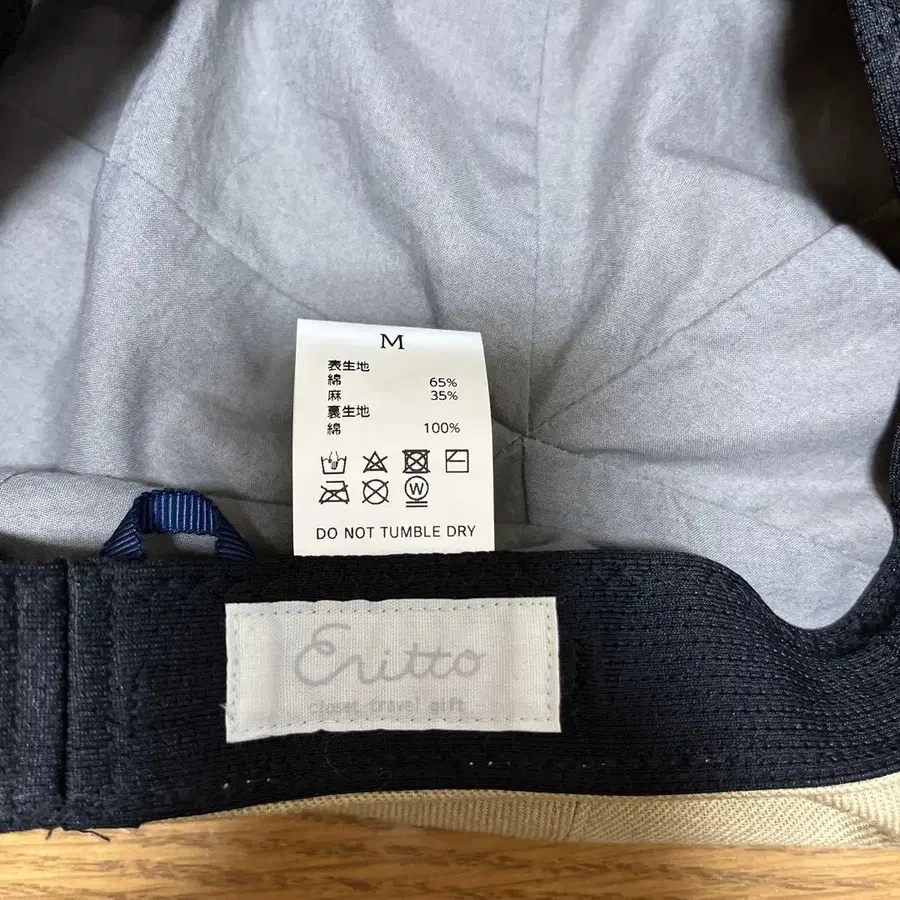 M
表生地
綿 65%
麻 35%
裏生地
綿 100%
W
DO NOT TUMBLE DRY
Eritto
closet travel gift